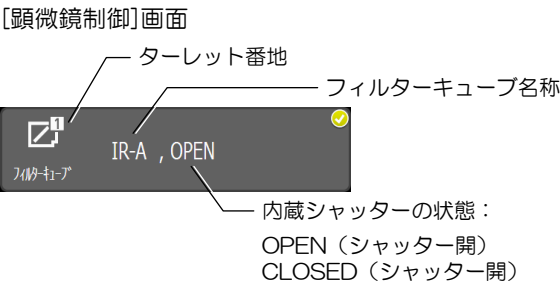 [顕微鏡制御]画面
ターレット番地
フィルターキューブ名称
1
IR-A , OPEN
フィルターキューブ
内蔵シャッターの状態：
OPEN（シャッター開）
CLOSED（シャッター開）